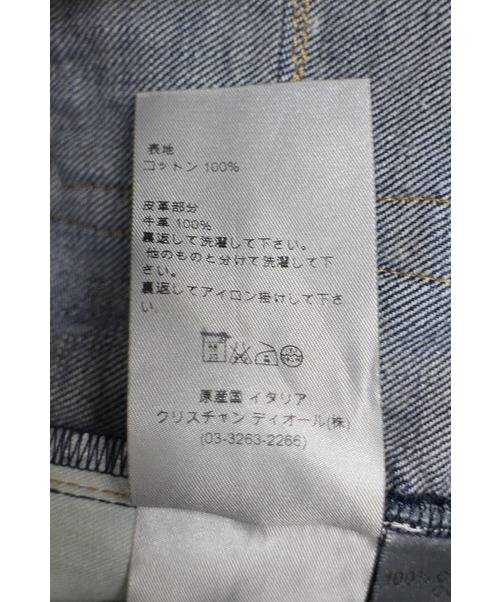 表地
コットン 100%
皮革部分
牛革 100%
裏返して洗濯して下さい。
他のものと分けて洗濯して下
さい。
裏返してアイロン掛けして下さ
い。
原産国 イタリア
クリスチャン ディオール(株)
(03-3263-2266)
100%